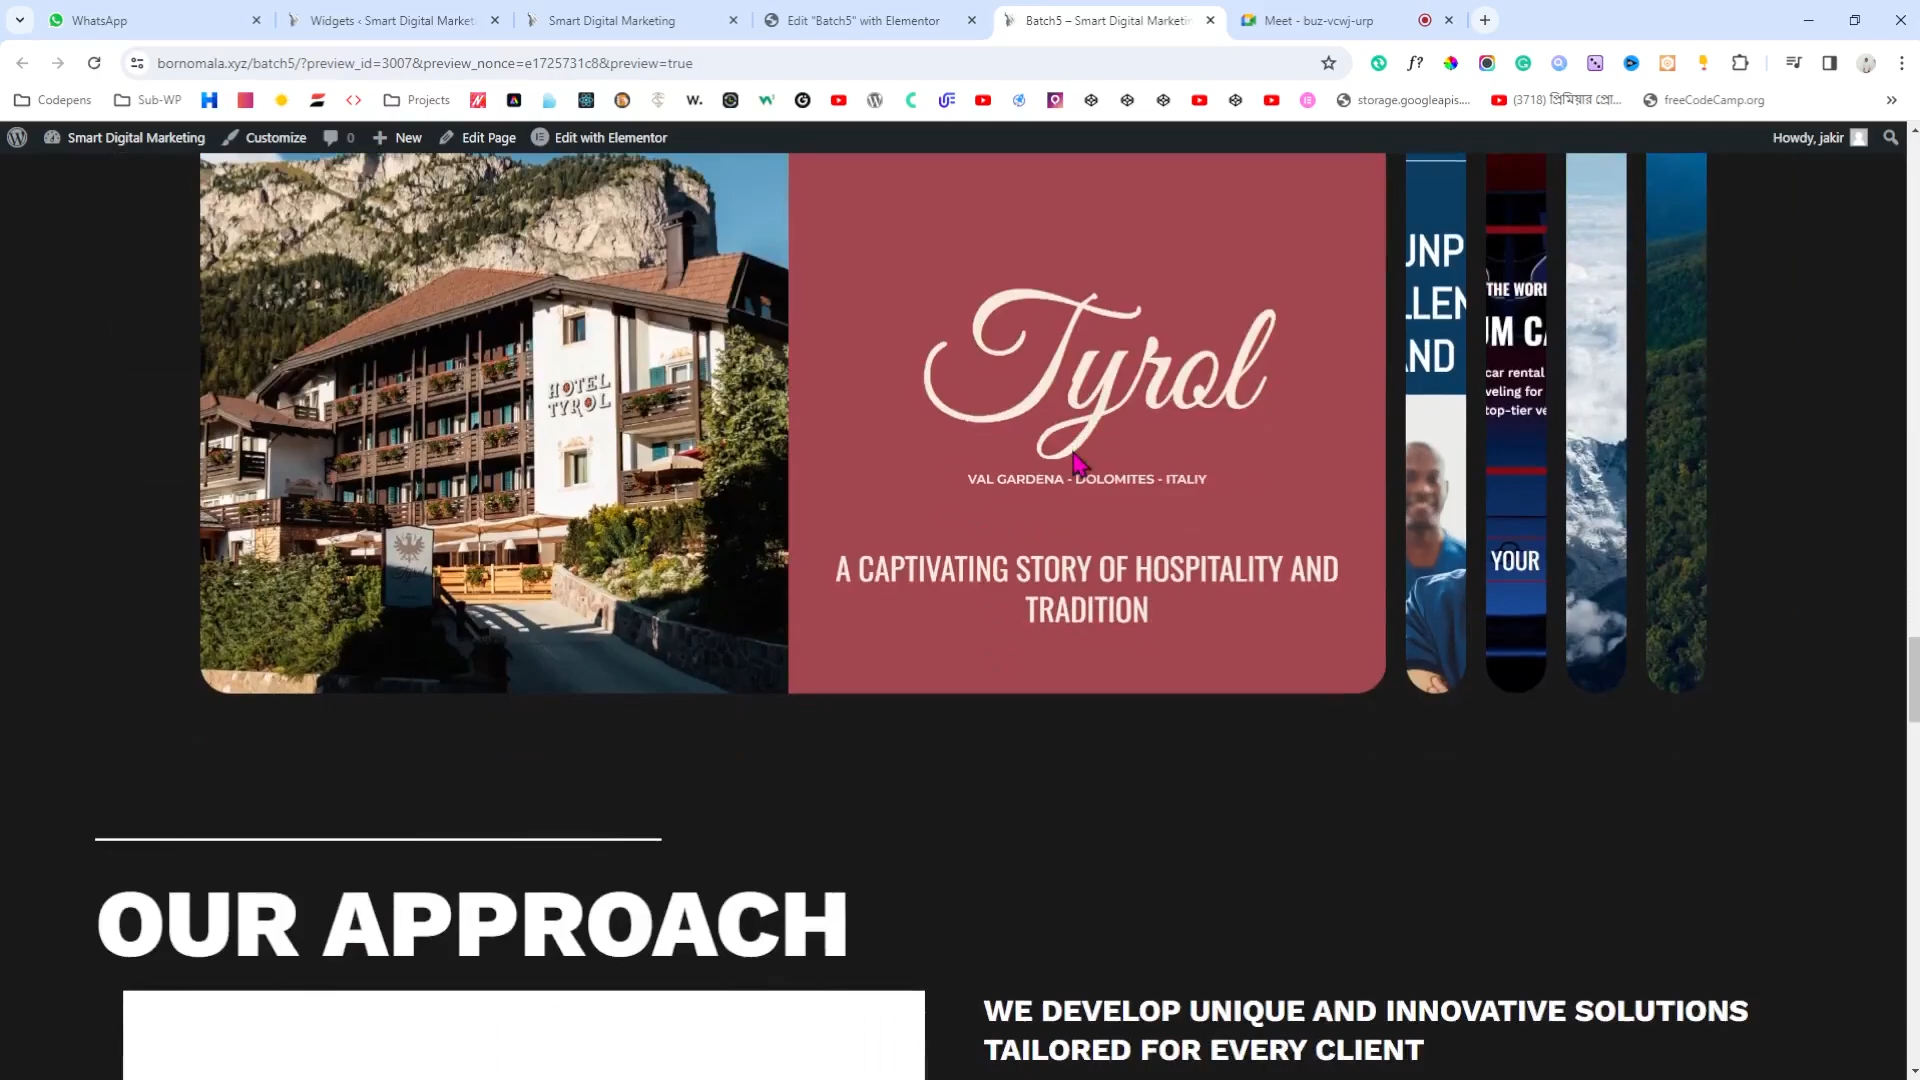 WhatsApp
Widgets ‹ Smart Digital Market
Smart Digital Marketing
Edit "Batch5" with Elementor
Batch5 – Smart Digital Marketin
Meet - buz-vcwj-urp
bornomala.xyz/batch5/?preview_id=3007&preview_nonce=e1725731c8&preview=true
Codepens
Sub-WP
Projects
storage.googleapis....
(3718) প্রিমিয়ার প্রো...
freeCodeCamp.org
Smart Digital Marketing
Customize
0
New
Edit Page
Edit with Elementor
Howdy, jakir
HOTEL
TYROL
Tyrol
VAL GARDENA - DOLOMITES - ITALIY
A CAPTIVATING STORY OF HOSPITALITY AND
TRADITION
UNP
LLEN
AND
THE WORL
UM CA
car rental
veling for
top-tier ve
YOUR
OUR APPROACH
WE DEVELOP UNIQUE AND INNOVATIVE SOLUTIONS
TAILORED FOR EVERY CLIENT